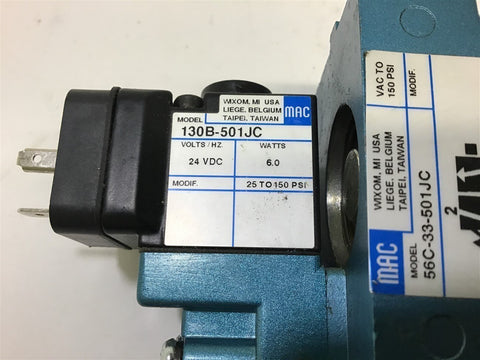 WIXOM, MI USA
LIEGE, BELGIUM
TAIPEI, TAIWAN
MAC
MODEL
130B-501JC
VOLTS / HZ. WATTS
24 VDC 6.0
MODIF. 25 TO 150 PSI
VAC TO
150 PSI
MODIF.
WIXOM, MI USA
LIEGE, BELGIUM
TAIPEI, TAIWAN
MAC
MODEL
56C-33-501JC
2